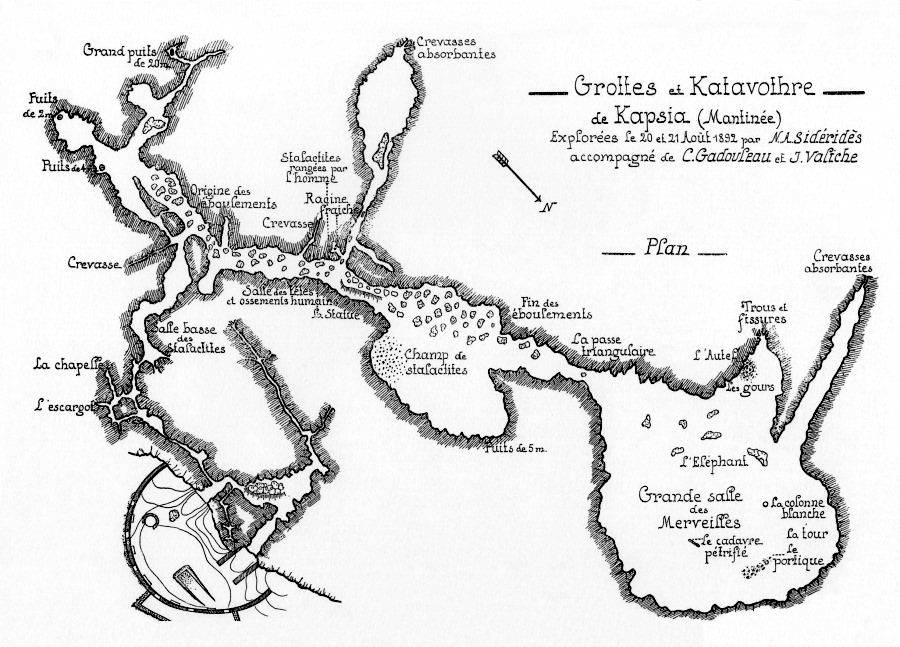 Grottes et Katavothre
de Kapsia (Mantinée)
Explorées le 20 et 21 Août 1892 par N.A. Sidéridès
accompagné de C. Gadouleau et J. Valtche
N
Plan
Grand puits
de 20m.
Puits
de 2m
Puits de
Crevasses
absorbantes
Stalactites
rangées par
l'homme
Racine
fraîche
Crevasse
Origine des
éboulements
Crevasse
Salle des têtes
et ossements humains
La Statue
Salle basse
des
Stalactites
La chapelle
L'escargot
Champ de
stalactites
Fin des
éboulements
La passe
triangulaire
Puits de 5m.
Crevasses
absorbantes
Trous et
fissures
L'Autel
Les gours
L'Eléphant
Grande salle
des
Merveilles
La colonne
blanche
La tour
Le cadavre
pétrifié
Le
portique